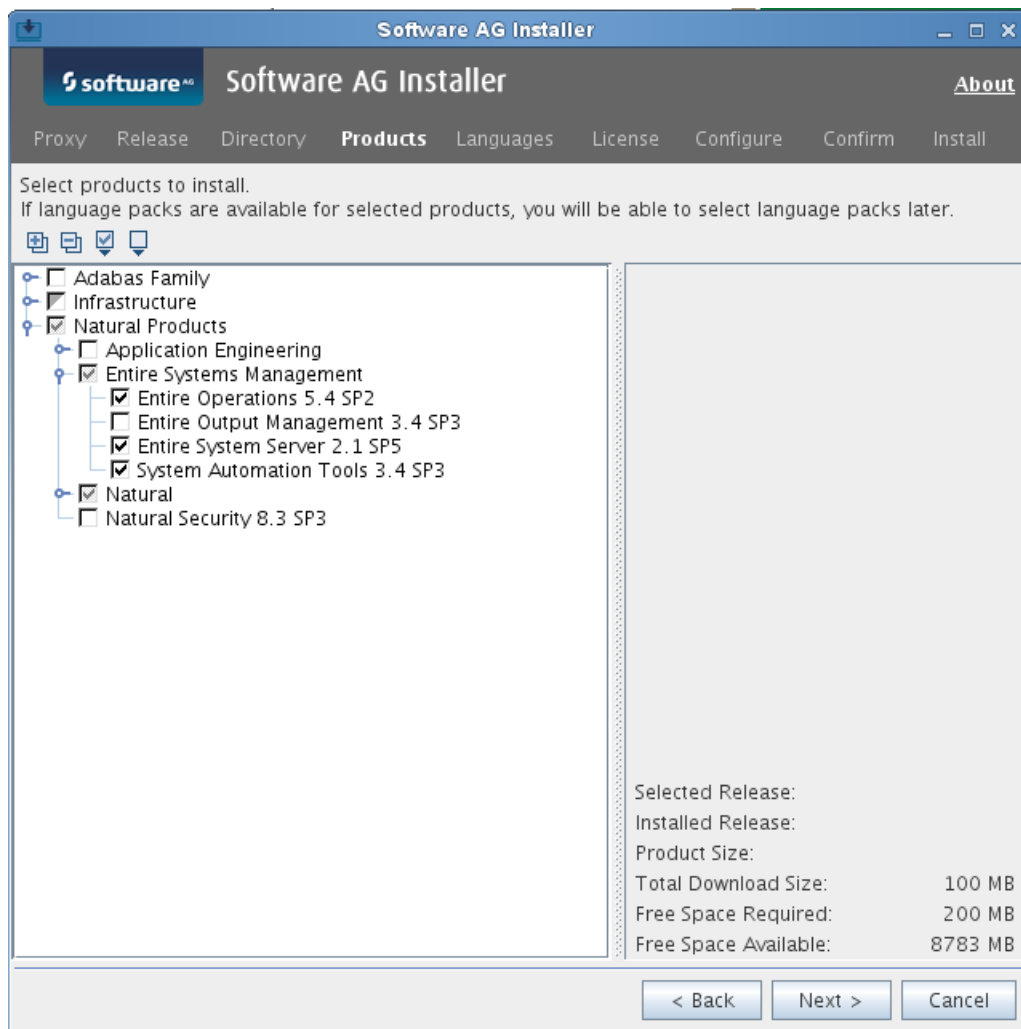 Software AG Installer
software AG Software AG Installer About
Proxy Release Directory Products Languages License Configure Confirm Install
Select products to install.
If language packs are available for selected products, you will be able to select language packs later.
Adabas Family
Infrastructure
Natural Products
Application Engineering
Entire Systems Management
Entire Operations 5.4 SP2
Entire Output Management 3.4 SP3
Entire System Server 2.1 SP5
System Automation Tools 3.4 SP3
Natural
Natural Security 8.3 SP3
Selected Release:
Installed Release:
Product Size:
Total Download Size: 100 MB
Free Space Required: 200 MB
Free Space Available: 8783 MB
< Back Next > Cancel